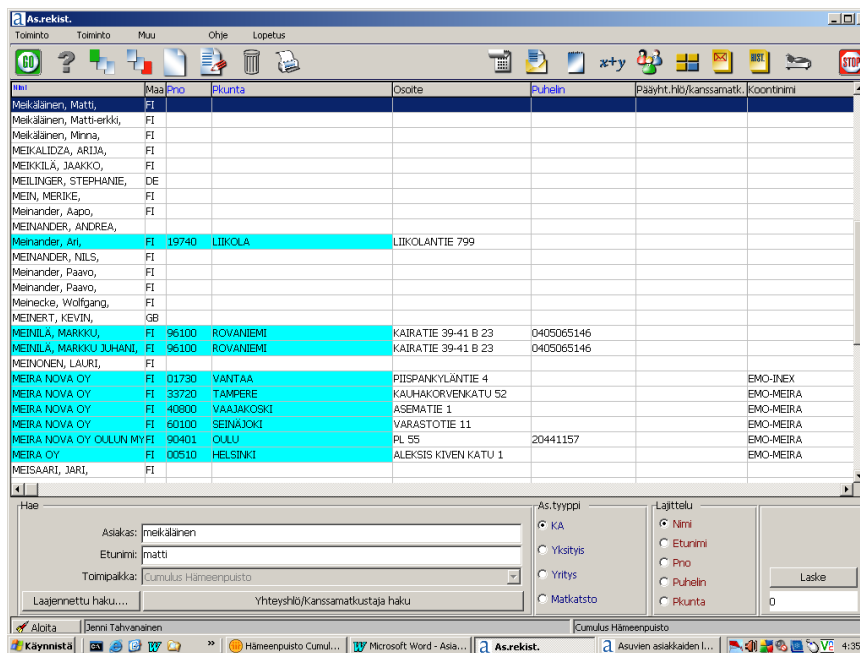 As.rekist.
Toiminto Toiminto Muu Ohje Lopetus
GO ? x+y STOP
Nimi Maa Pno Pkunta Osoite Puhelin Pääyht.hlö/kanssamatk. Koontinimi
Meikäläinen, Matti, FI
Meikäläinen, Matti-erkki, FI
Meikäläinen, Minna, FI
MEIKALIDZA, ARIJA, FI
MEIKKILÄ, JAAKKO, FI
MEILINGER, STEPHANIE, DE
MEIN, MERIKE, FI
Meinander, Aapo, FI
MEINANDER, ANDREA,
Meinander, Ari, FI 19740 LIIKOLA LIIKOLANTIE 799
MEINANDER, NILS, FI
Meinander, Paavo, FI
Meinander, Paavo, FI
Meinecke, Wolfgang, FI
MEINERT, KEVIN, GB
MEINILÄ, MARKKU, FI 96100 ROVANIEMI KAIRATIE 39-41 B 23 0405065146
MEINILÄ, MARKKU JUHANI, FI 96100 ROVANIEMI KAIRATIE 39-41 B 23 0405065146
MEINONEN, LAURI, FI
MEIRA NOVA OY FI 01730 VANTAA PIISPANKYLÄNTIE 4 EMO-INEX
MEIRA NOVA OY FI 33720 TAMPERE KAUHAKORVENKATU 52 EMO-MEIRA
MEIRA NOVA OY FI 40800 VAAJAKOSKI ASEMATIE 1 EMO-MEIRA
MEIRA NOVA OY FI 60100 SEINÄJOKI VARASTOTIE 11 EMO-MEIRA
MEIRA NOVA OY OULUN MY FI 90401 OULU PL 55 20441157 EMO-MEIRA
MEIRA OY FI 00510 HELSINKI ALEKSIS KIVEN KATU 1 EMO-MEIRA
MEISAARI, JARI, FI
Hae As.tyyppi Lajittelu
Asiakas: meikäläinen KA Nimi
Etunimi: matti Yksityis Etunimi
Toimipaikka: Cumulus Hämeenpuisto Yritys Pno
Puhelin Laske
Laajennettu haku.... Yhteyshlö/Kanssamatkustaja haku Matkatsto Pkunta 0
Aloita Jenni Tahvanainen Cumulus Hämeenpuisto
Käynnistä » Hämeenpuisto Cumul... Microsoft Word - Asia... As.rekist. Asuvien asiakkaiden l... 4:35